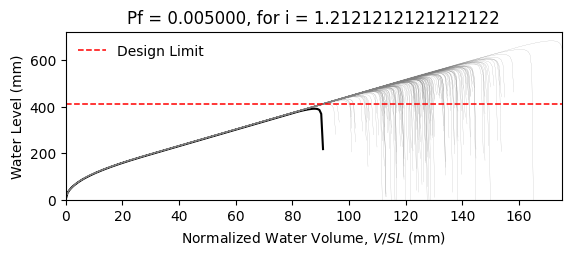 Pf = 0.005000, for i = 1.2121212121212122
Design Limit
Water Level (mm)
600
400
200
0
0 20 40 60 80 100 120 140 160
Normalized Water Volume, V/SL (mm)